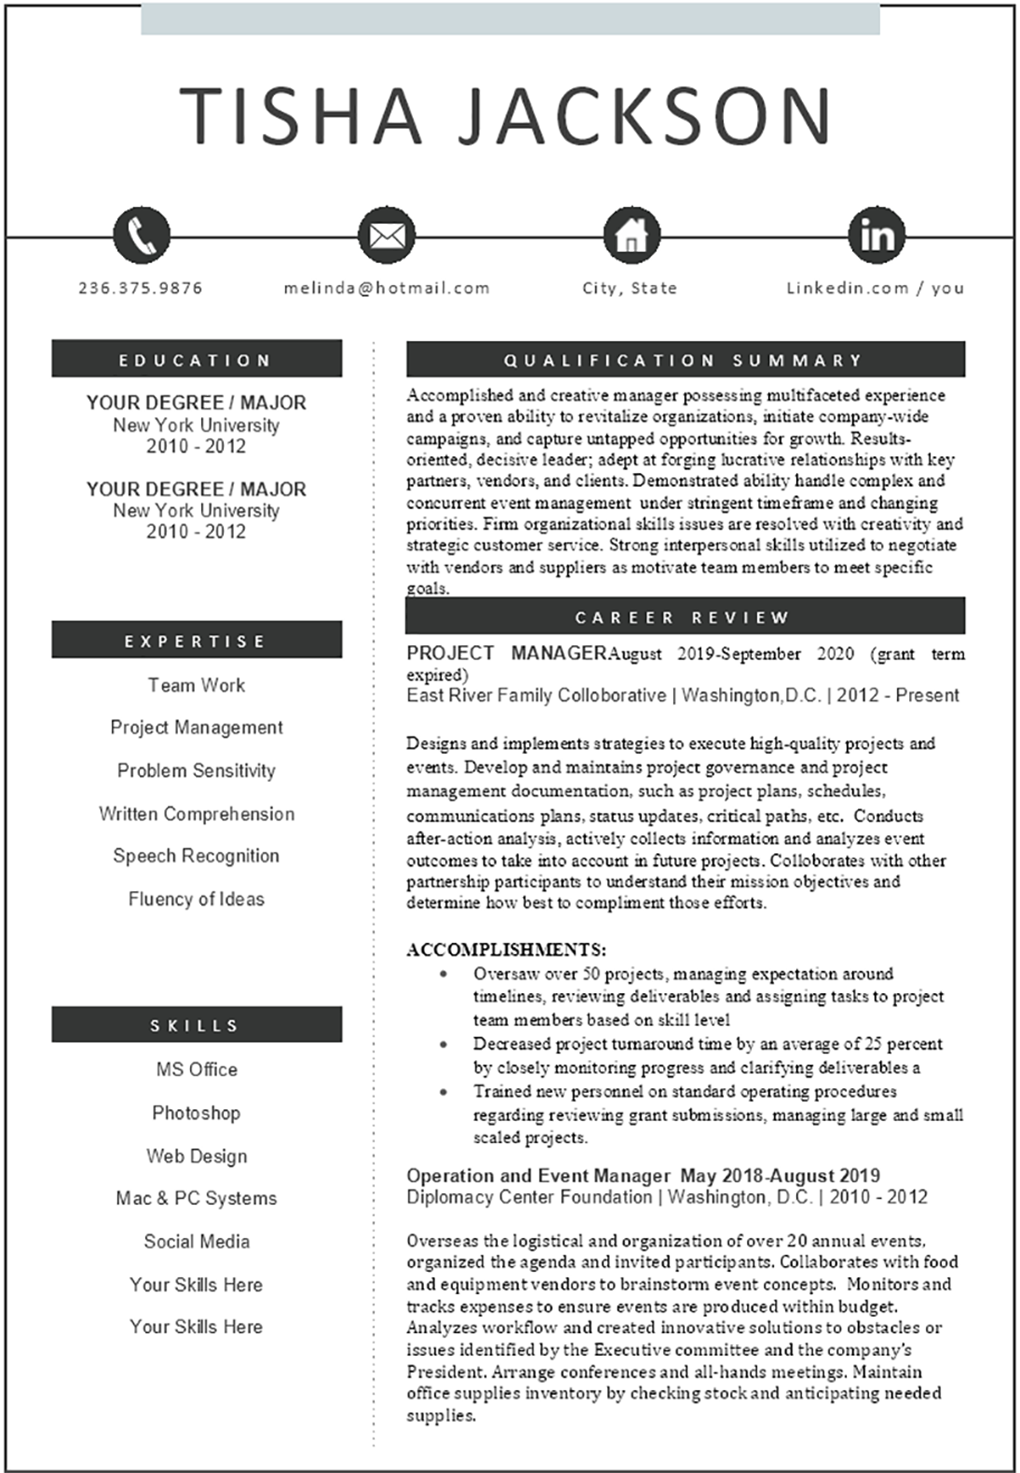 TISHA JACKSON
236.375.9876
melinda@hotmail.com
City, State
Linkedin.com / you
EDUCATION
YOUR DEGREE / MAJOR
New York University
2010 - 2012
YOUR DEGREE / MAJOR
New York University
2010 - 2012
EXPERTISE
Team Work
Project Management
Problem Sensitivity
Written Comprehension
Speech Recognition
Fluency of Ideas
SKILLS
MS Office
Photoshop
Web Design
Mac & PC Systems
Social Media
Your Skills Here
Your Skills Here
QUALIFICATION SUMMARY
Accomplished and creative manager possessing multifaceted experience
and a proven ability to revitalize organizations, initiate company-wide
campaigns, and capture untapped opportunities for growth. Results-
oriented, decisive leader; adept at forging lucrative relationships with key
partners, vendors, and clients. Demonstrated ability handle complex and
concurrent event management under stringent timeframe and changing
priorities. Firm organizational skills issues are resolved with creativity and
strategic customer service. Strong interpersonal skills utilized to negotiate
with vendors and suppliers as motivate team members to meet specific
goals.
CAREER REVIEW
PROJECT MANAGERAugust 2019-September 2020 (grant term
expired)
East River Family Colloborative | Washington,D.C. | 2012 - Present
Designs and implements strategies to execute high-quality projects and
events. Develop and maintains project governance and project
management documentation, such as project plans, schedules,
communications plans, status updates, critical paths, etc. Conducts
after-action analysis, actively collects information and analyzes event
outcomes to take into account in future projects. Colloborates with other
partnership participants to understand their mission objectives and
determine how best to compliment those efforts.
ACCOMPLISHMENTS:
• Oversaw over 50 projects, managing expectation around
timelines, reviewing deliverables and assigning tasks to project
team members based on skill level
• Decreased project turnaround time by an average of 25 percent
by closely monitoring progress and clarifying deliverables a
• Trained new personnel on standard operating procedures
regarding reviewing grant submissions, managing large and small
scaled projects.
Operation and Event Manager May 2018-August 2019
Diplomacy Center Foundation | Washington, D.C. | 2010 - 2012
Overseas the logistical and organization of over 20 annual events,
organized the agenda and invited participants. Collaborates with food
and equipment vendors to brainstorm event concepts. Monitors and
tracks expenses to ensure events are produced within budget.
Analyzes workflow and created innovative solutions to obstacles or
issues identified by the Executive committee and the company's
President. Arrange conferences and all-hands meetings. Maintain
office supplies inventory by checking stock and anticipating needed
supplies.